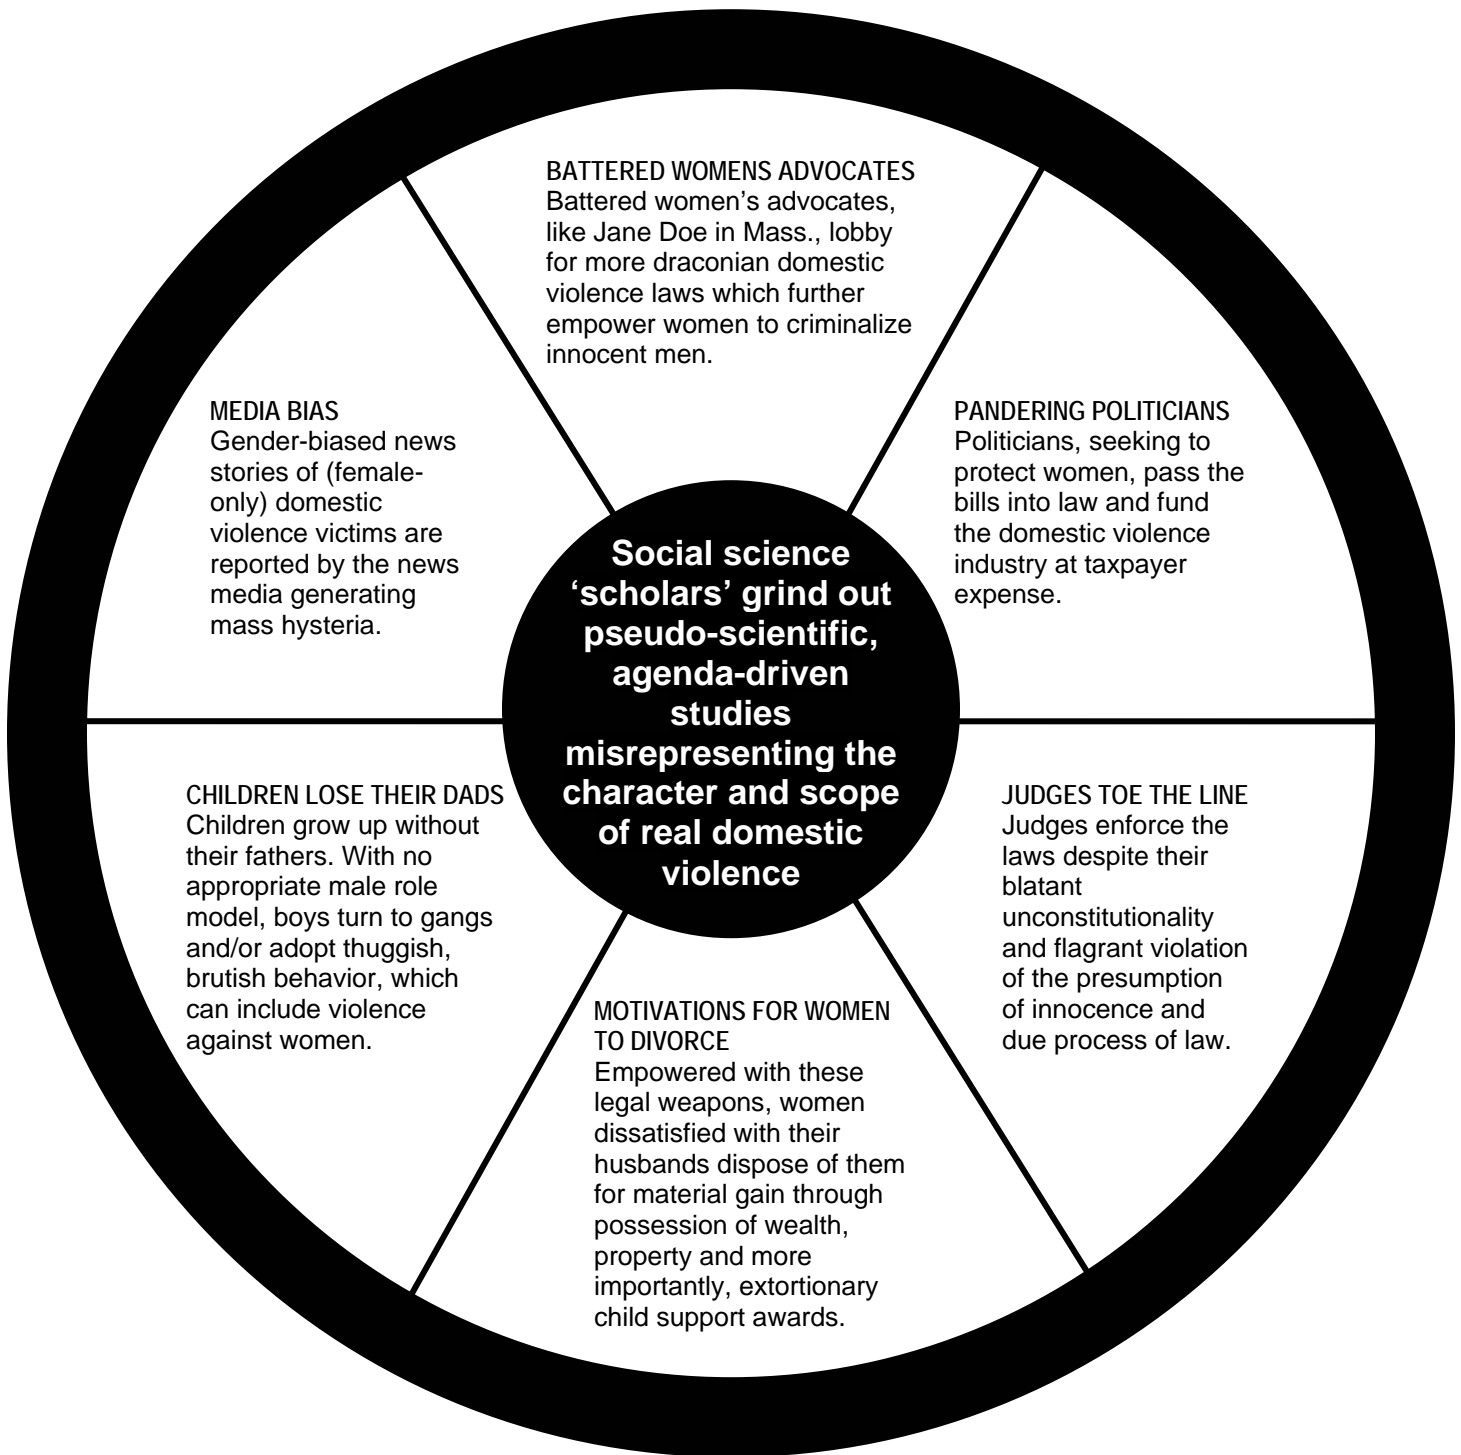 BATTERED WOMENS ADVOCATES
Battered women’s advocates,
like Jane Doe in Mass., lobby
for more draconian domestic
violence laws which further
empower women to criminalize
innocent men.
PANDERING POLITICIANS
Politicians, seeking to
protect women, pass the
bills into law and fund
the domestic violence
industry at taxpayer
expense.
JUDGES TOE THE LINE
Judges enforce the
laws despite their
blatant
unconstitutionality
and flagrant violation
of the presumption
of innocence and
due process of law.
MOTIVATIONS FOR WOMEN
TO DIVORCE
Empowered with these
legal weapons, women
dissatisfied with their
husbands dispose of them
for material gain through
possession of wealth,
property and more
importantly, extortionary
child support awards.
CHILDREN LOSE THEIR DADS
Children grow up without
their fathers. With no
appropriate male role
model, boys turn to gangs
and/or adopt thuggish,
brutish behavior, which
can include violence
against women.
MEDIA BIAS
Gender-biased news
stories of (female-
only) domestic
violence victims are
reported by the news
media generating
mass hysteria.
Social science
‘scholars’ grind out
pseudo-scientific,
agenda-driven
studies
misrepresenting the
character and scope
of real domestic
violence